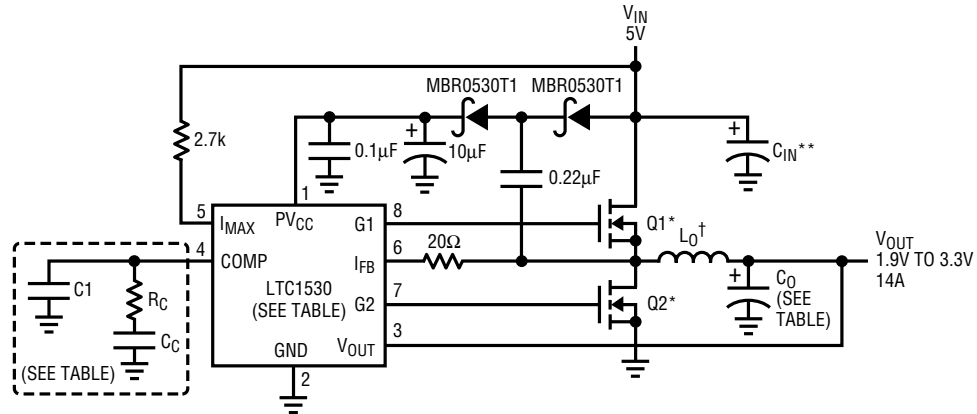 V_IN
5V
MBR0530T1
MBR0530T1
2.7k
0.1µF
+
10µF
0.22µF
+
C_IN**
1
PV_CC
5
I_MAX
G1
8
Q1*
4
COMP
I_FB
6
20Ω
L_O†
V_OUT
1.9V TO 3.3V
14A
LTC1530
(SEE TABLE)
G2
7
Q2*
+
C_O
(SEE
TABLE)
C1
R_C
C_C
(SEE TABLE)
GND
2
V_OUT
3